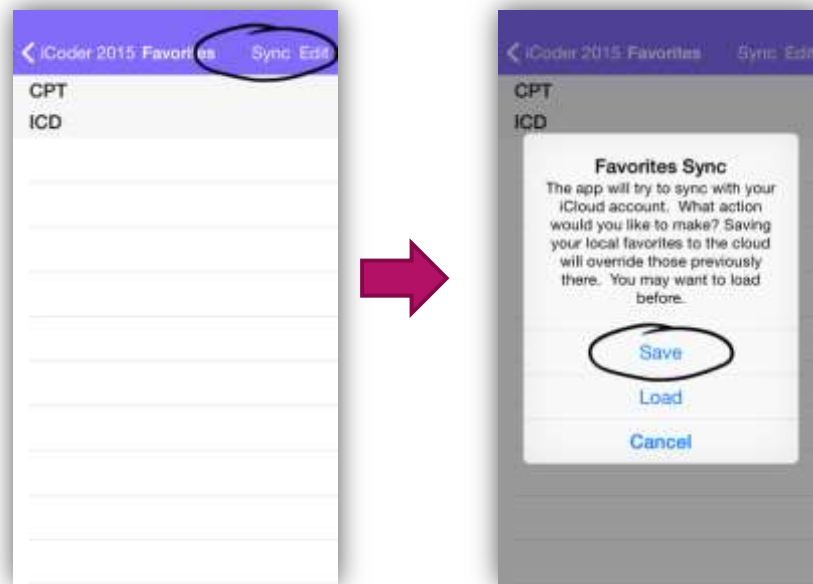 iCoder 2015 Favorites Sync Edit
CPT
ICD
iCoder 2015 Favorites Sync Edit
CPT
ICD
Favorites Sync
The app will try to sync with your
iCloud account. What action
would you like to make? Saving
your local favorites to the cloud
will override those previously
there. You may want to load
before.
Save
Load
Cancel